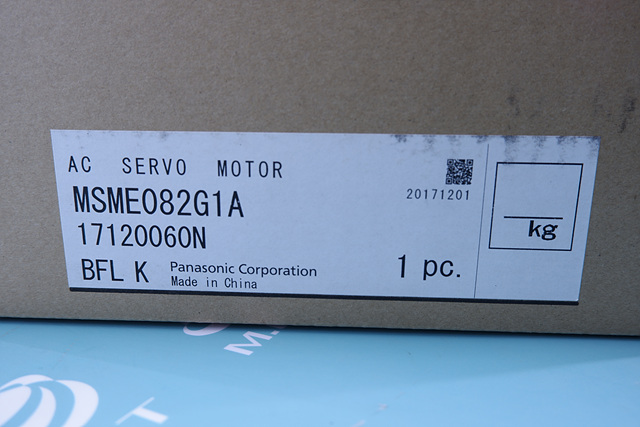 AC SERVO MOTOR
20171201
MSME082G1A
17120060N
BFL K
Panasonic Corporation
Made in China
1 pc.
kg
M.
T